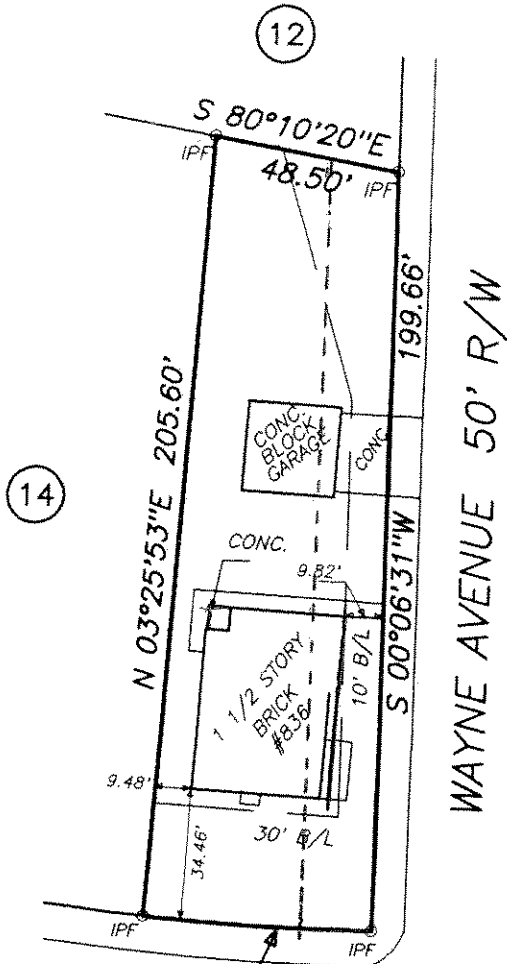 12
S 80°10'20"E
48.50'
IPF
IPF
199.66'
WAYNE AVENUE 50' R/W
CONC.
BLOCK
GARAGE
CONC
N 03°25'53"E 205.60'
14
CONC.
9.82'
S 00°06'31"W
10' B/L
1 1/2 STORY
BRICK
#836
9.48'
34.46'
30' B/L
IPF
IPF